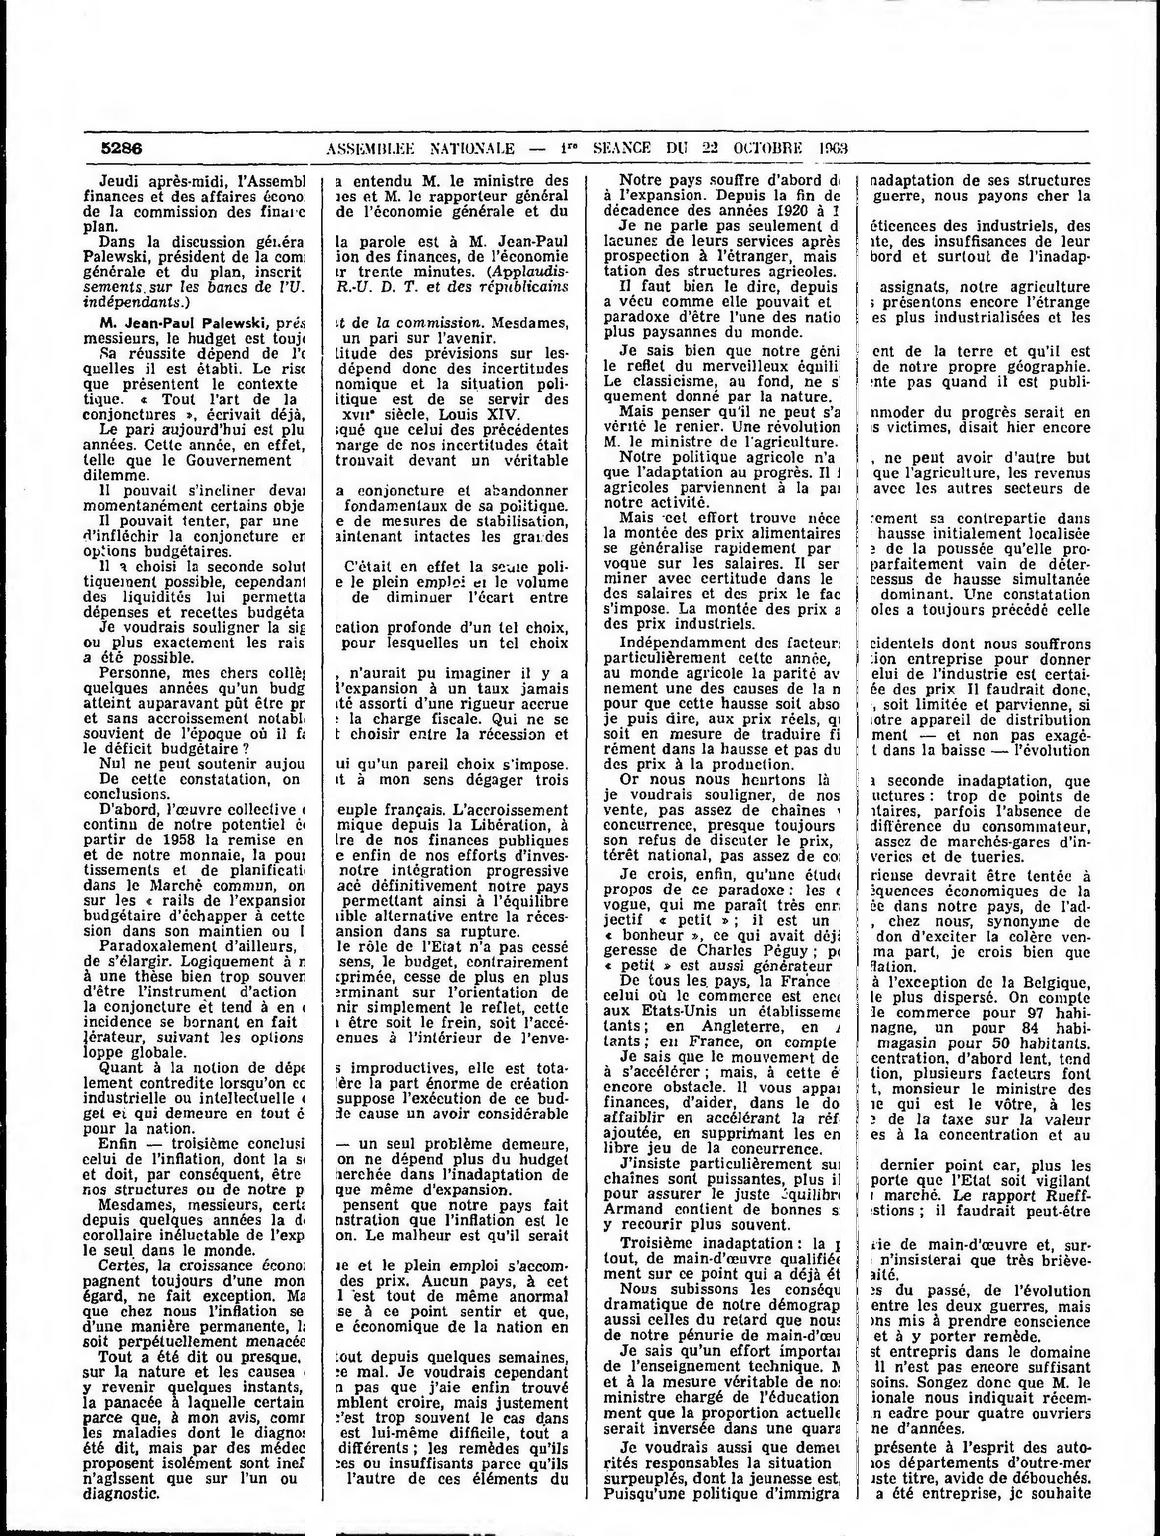 5286 ASSEMBLEE NATIONALE — 1re SEANCE DU 22 OCTOBRE 1963
Jeudi après-midi, l'Assembl a entendu M. le ministre des
finances et des affaires écono es et M. le rapporteur général
de la commission des financ de l'économie générale et du
plan.
Dans la discussion généra la parole est à M. Jean-Paul
Palewski, président de la com ion des finances, de l'économie
générale et du plan, inscrit r trente minutes. (Applaudis-
sements sur les bancs de l'U. R.-U. D. T. et des républicains
indépendants.)
M. Jean-Paul Palewski, prés t de la commission. Mesdames,
messieurs, le budget est touj un pari sur l'avenir.
Sa réussite dépend de l'e titude des prévisions sur les-
quelles il est établi. Le ris dépend donc des incertitudes
que présentent le contexte nomique et la situation poli-
tique. « Tout l'art de la itique est de se servir des
conjonctures », écrivait déjà, xviie siècle, Louis XIV.
Le pari aujourd'hui est plu qué que celui des précédentes
années. Cette année, en effet, marge de nos incertitudes était
telle que le Gouvernement trouvait devant un véritable
dilemme.
Il pouvait s'incliner deva a conjoncture et abandonner
momentanément certains obje fondamentaux de sa politique.
Il pouvait tenter, par une e de mesures de stabilisation,
d'infléchir la conjoncture en aintenant intactes les grandes
options budgétaires.
Il a choisi la seconde solut C'était en effet la seule poli-
tiquement possible, cependant e le plein emploi et le volume
des liquidités lui permetta de diminuer l'écart entre
dépenses et recettes budgéta
Je voudrais souligner la sig cation profonde d'un tel choix,
ou plus exactement les rais pour lesquelles un tel choix
a été possible.
Personne, mes chers collè , n'aurait pu imaginer il y a
quelques années qu'un budg l'expansion à un taux jamais
atteint auparavant pût être pr té assorti d'une rigueur accrue
et sans accroissement notabl la charge fiscale. Qui ne se
souvient de l'époque où il fa t choisir entre la récession et
le déficit budgétaire ?
Nul ne peut soutenir aujou ui qu'un pareil choix s'impose.
De cette constatation, on t à mon sens dégager trois
conclusions.
D'abord, l'œuvre collective euple français. L'accroissement
continu de notre potentiel éc mique depuis la Libération, à
partir de 1958 la remise en re de nos finances publiques
et de notre monnaie, la pour e enfin de nos efforts d'inves-
tissements et de planificati notre intégration progressive
dans le Marché commun, on acé définitivement notre pays
sur les « rails de l'expansion permettant ainsi à l'équilibre
budgétaire d'échapper à cette ible alternative entre la réces-
sion dans son maintien ou l ansion dans sa rupture.
Paradoxalement d'ailleurs, le rôle de l'Etat n'a pas cessé
de s'élargir. Logiquement à n sens, le budget, contrairement
à une thèse bien trop souven xprimée, cesse de plus en plus
d'être l'instrument d'action erminant sur l'orientation de
la conjoncture et tend à en nir simplement le reflet, cette
incidence se bornant en fait à être soit le frein, soit l'accé-
lérateur, suivant les options enues à l'intérieur de l'enve-
loppe globale.
Quant à la notion de dépe s improductives, elle est tota-
lement contredite lorsqu'on co ère la part énorme de création
industrielle ou intellectuelle suppose l'exécution de ce bud-
get et qui demeure en tout é de cause un avoir considérable
pour la nation.
Enfin — troisième conclusi — un seul problème demeure,
celui de l'inflation, dont la s on ne dépend plus du budget
et doit, par conséquent, être herchée dans l'inadaptation de
nos structures ou de notre p que même d'expansion.
Mesdames, messieurs, certa pensent que notre pays fait
depuis quelques années la d nstration que l'inflation est le
corollaire inéluctable de l'exp on. Le malheur est qu'il serait
le seul dans le monde.
Certes, la croissance écono ue et le plein emploi s'accom-
pagnent toujours d'une mon des prix. Aucun pays, à cet
égard, ne fait exception. Ma l est tout de même anormal
que chez nous l'inflation se se à ce point sentir et que,
d'une manière permanente, la e économique de la nation en
soit perpétuellement menacée
Tout a été dit ou presque, tout depuis quelques semaines,
sur la nature et les causes ce mal. Je voudrais cependant
y revenir quelques instants, n pas que j'aie enfin trouvé
la panacée à laquelle certain mblent croire, mais justement
parce que, à mon avis, comm c'est trop souvent le cas dans
les maladies dont le diagnos est lui-même difficile, tout a
été dit, mais par des médec différents ; les remèdes qu'ils
proposent isolément sont inef ces ou insuffisants parce qu'ils
n'agissent que sur l'un ou l'autre de ces éléments du
diagnostic.
Notre pays souffre d'abord d nadaptation de ses structures
à l'expansion. Depuis la fin de guerre, nous payons cher la
décadence des années 1920 à 1
Je ne parle pas seulement d éticences des industriels, des
lacunes de leurs services après te, des insuffisances de leur
prospection à l'étranger, mais bord et surtout de l'inadap-
tation des structures agricoles.
Il faut bien le dire, depuis assignats, notre agriculture
a vécu comme elle pouvait et s présentons encore l'étrange
paradoxe d'être l'une des natio es plus industrialisées et les
plus paysannes du monde.
Je sais bien que notre géni ent de la terre et qu'il est
le reflet du merveilleux équili de notre propre géographie.
Le classicisme, au fond, ne s' nte pas quand il est publi-
quement donné par la nature.
Mais penser qu'il ne peut s'a mmoder du progrès serait en
vérité le renier. Une révolution s victimes, disait hier encore
M. le ministre de l'agriculture.
Notre politique agricole n'a , ne peut avoir d'autre but
que l'adaptation au progrès. Il f que l'agriculture, les revenus
agricoles parviennent à la par avec les autres secteurs de
notre activité.
Mais cet effort trouve néce rement sa contrepartie dans
la montée des prix alimentaires hausse initialement localisée
se généralise rapidement par e de la poussée qu'elle pro-
voque sur les salaires. Il ser parfaitement vain de déter-
miner avec certitude dans le cessus de hausse simultanée
des salaires et des prix le fac dominant. Une constatation
s'impose. La montée des prix a oles a toujours précédé celle
des prix industriels.
Indépendamment des facteur cidentels dont nous souffrons
particulièrement cette année, tion entreprise pour donner
au monde agricole la parité av elui de l'industrie est certai-
nement une des causes de la n ée des prix Il faudrait donc,
pour que cette hausse soit abso , soit limitée et parvienne, si
je puis dire, aux prix réels, q otre appareil de distribution
soit en mesure de traduire fi ment — et non pas exagé-
rément dans la hausse et pas du t dans la baisse — l'évolution
des prix à la production.
Or nous nous heurtons là a seconde inadaptation, que
je voudrais souligner, de nos uctures : trop de points de
vente, pas assez de chaînes ntaires, parfois l'absence de
concurrence, presque toujours différence du consommateur,
son refus de discuter le prix, assez de marchés-gares d'in-
térêt national, pas assez de co veries et de tueries.
Je crois, enfin, qu'une étud rieuse devrait être tentée à
propos de ce paradoxe : les équences économiques de la
vogue, qui me paraît très enr ée dans notre pays, de l'ad-
jectif « petit » ; il est un , chez nous, synonyme de
« bonheur », ce qui avait déj don d'exciter la colère ven-
geresse de Charles Péguy ; p ma part, je crois bien que
« petit » est aussi générateur flation.
De tous les pays, la France à l'exception de la Belgique,
celui où le commerce est enc le plus dispersé. On compte
aux Etats-Unis un établisseme le commerce pour 97 habi-
tants ; en Angleterre, en A magne, un pour 84 habi-
tants ; en France, on compte magasin pour 50 habitants.
Je sais que le mouvement de centration, d'abord lent, tend
à s'accélérer ; mais, à cette é tion, plusieurs facteurs font
encore obstacle. Il vous appar t, monsieur le ministre des
finances, d'aider, dans le do ne qui est le vôtre, à les
affaiblir en accélérant la réf e de la taxe sur la valeur
ajoutée, en supprimant les en es à la concentration et au
libre jeu de la concurrence.
J'insiste particulièrement su dernier point car, plus les
chaînes sont puissantes, plus il porte que l'Etat soit vigilant
pour assurer le juste équilibre marché. Le rapport Rueff-
Armand contient de bonnes s stions ; il faudrait peut-être
y recourir plus souvent.
Troisième inadaptation : la p rie de main-d'œuvre et, sur-
tout, de main-d'œuvre qualifiée n'insisterai que très briève-
ment sur ce point qui a déjà ét aité.
Nous subissons les conséqu es du passé, de l'évolution
dramatique de notre démograp entre les deux guerres, mais
aussi celles du retard que nous ons mis à prendre conscience
de notre pénurie de main-d'œu et à y porter remède.
Je sais qu'un effort importa st entrepris dans le domaine
de l'enseignement technique. M Il n'est pas encore suffisant
et à la mesure véritable de no soins. Songez donc que M. le
ministre chargé de l'éducation ionale nous indiquait récem-
ment que la proportion actuelle n cadre pour quatre ouvriers
serait inversée dans une quara ne d'années.
Je voudrais aussi que demeu présente à l'esprit des auto-
rités responsables la situation nos départements d'outre-mer
surpeuplés, dont la jeunesse est, uste titre, avide de débouchés.
Puisqu'une politique d'immigra a été entreprise, je souhaite